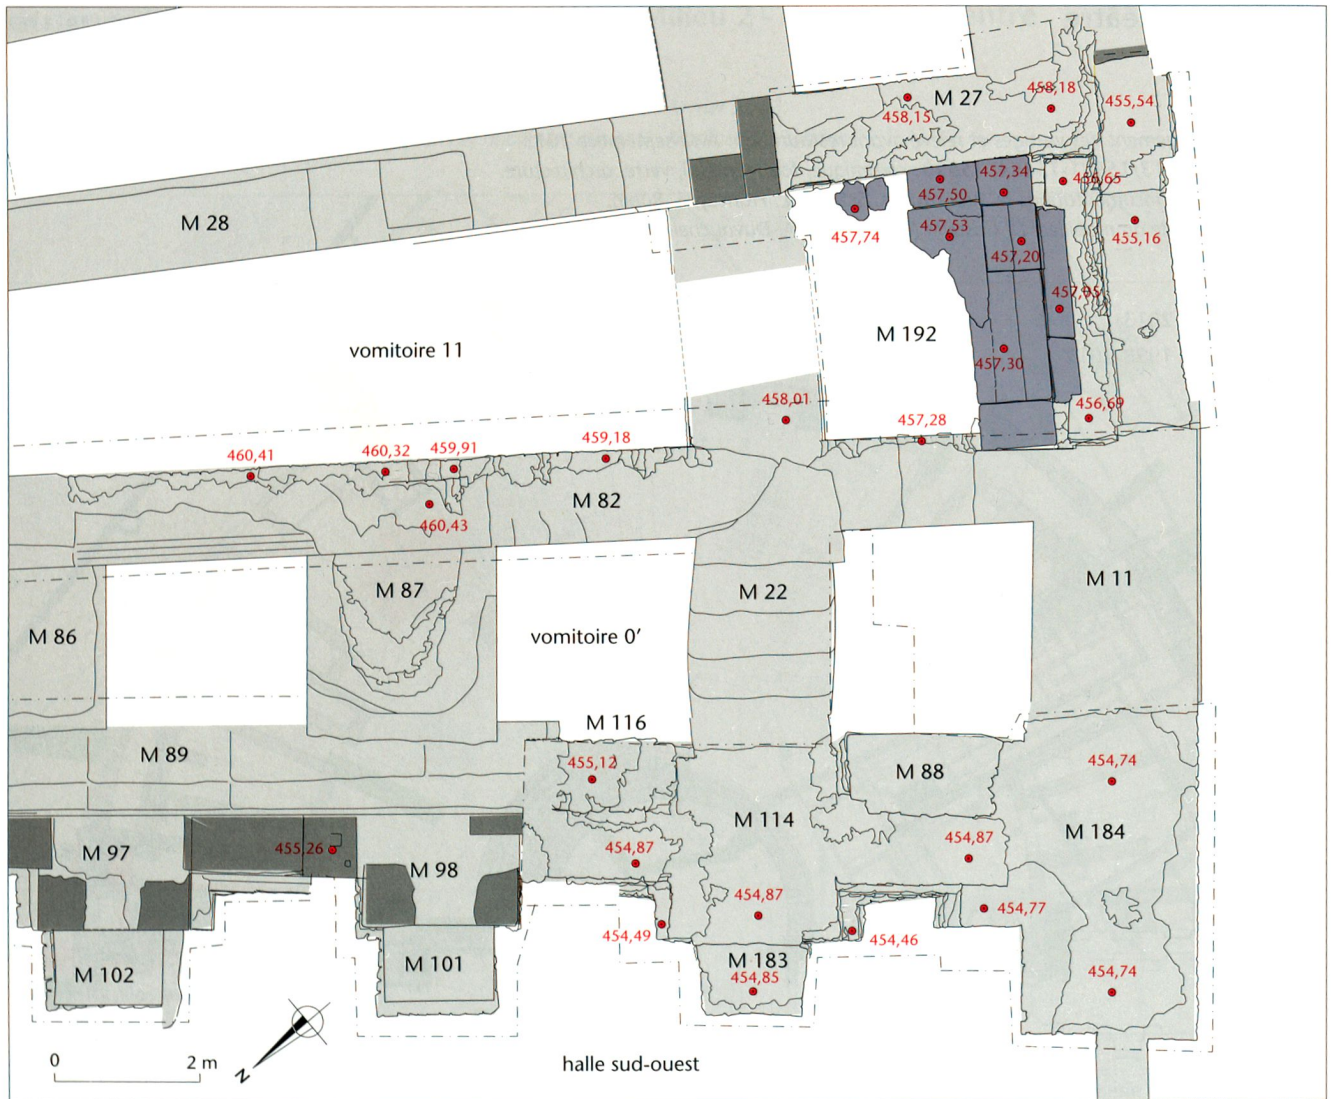 M 27
458,18
458,15
455,54
457,34
456,65
457,50
M 28
457,53
457,74
455,16
457,20
457,95
M 192
vomitoire 11
457,30
458,01
456,69
457,28
459,18
460,41
460,32
459,91
M 82
460,43
M 11
M 87
M 22
M 86
vomitoire 0′
M 116
M 89
455,12
M 88
454,74
M 114
M 184
M 97
455,26
M 98
454,87
454,87
454,87
454,77
454,49
454,46
M 102
M 101
M 183
454,85
454,74
0
2 m
N
halle sud-ouest